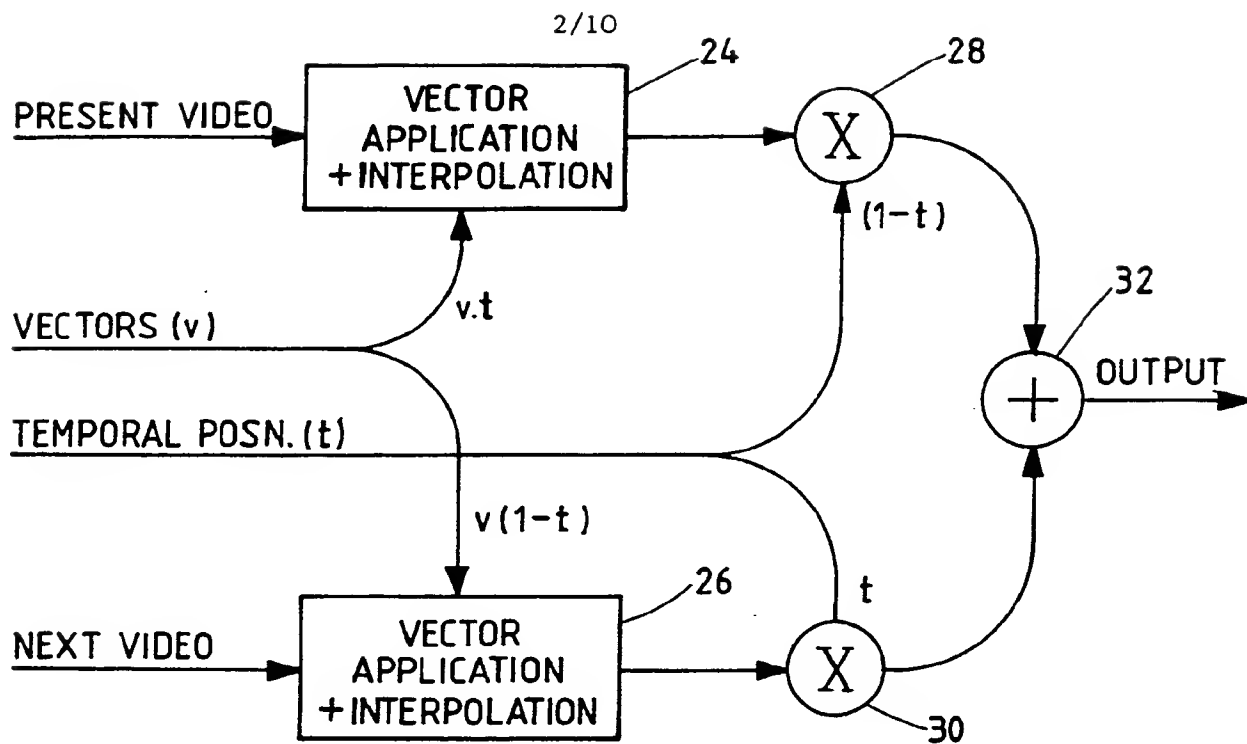 2/10
24
28
PRESENT VIDEO
VECTOR
APPLICATION
+INTERPOLATION
X
(1-t)
32
VECTORS (v)
v.t
OUTPUT
+
TEMPORAL POSN. (t)
v(1-t)
26
t
NEXT VIDEO
VECTOR
APPLICATION
+INTERPOLATION
X
30